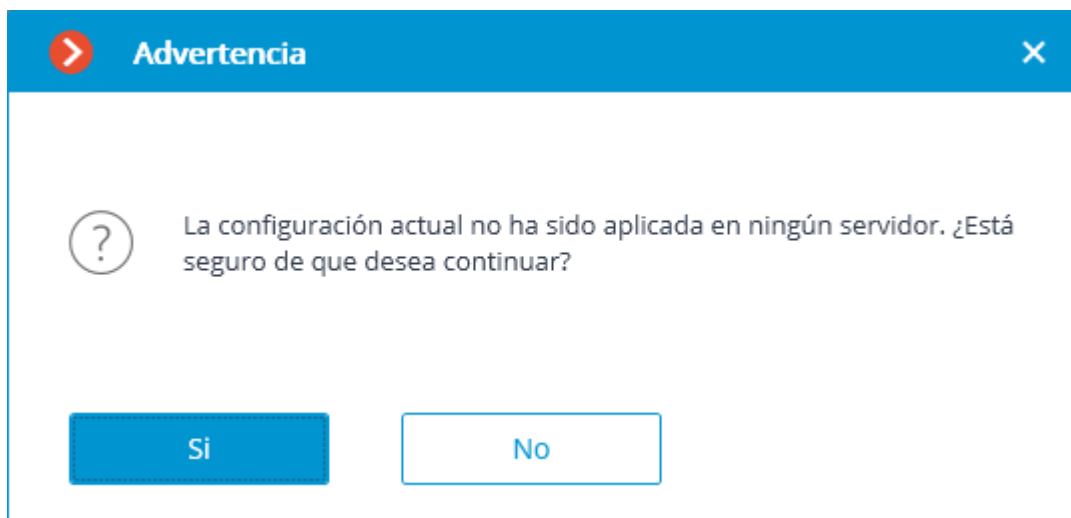 Advertencia
La configuración actual no ha sido aplicada en ningún servidor. ¿Está
seguro de que desea continuar?
Si
No